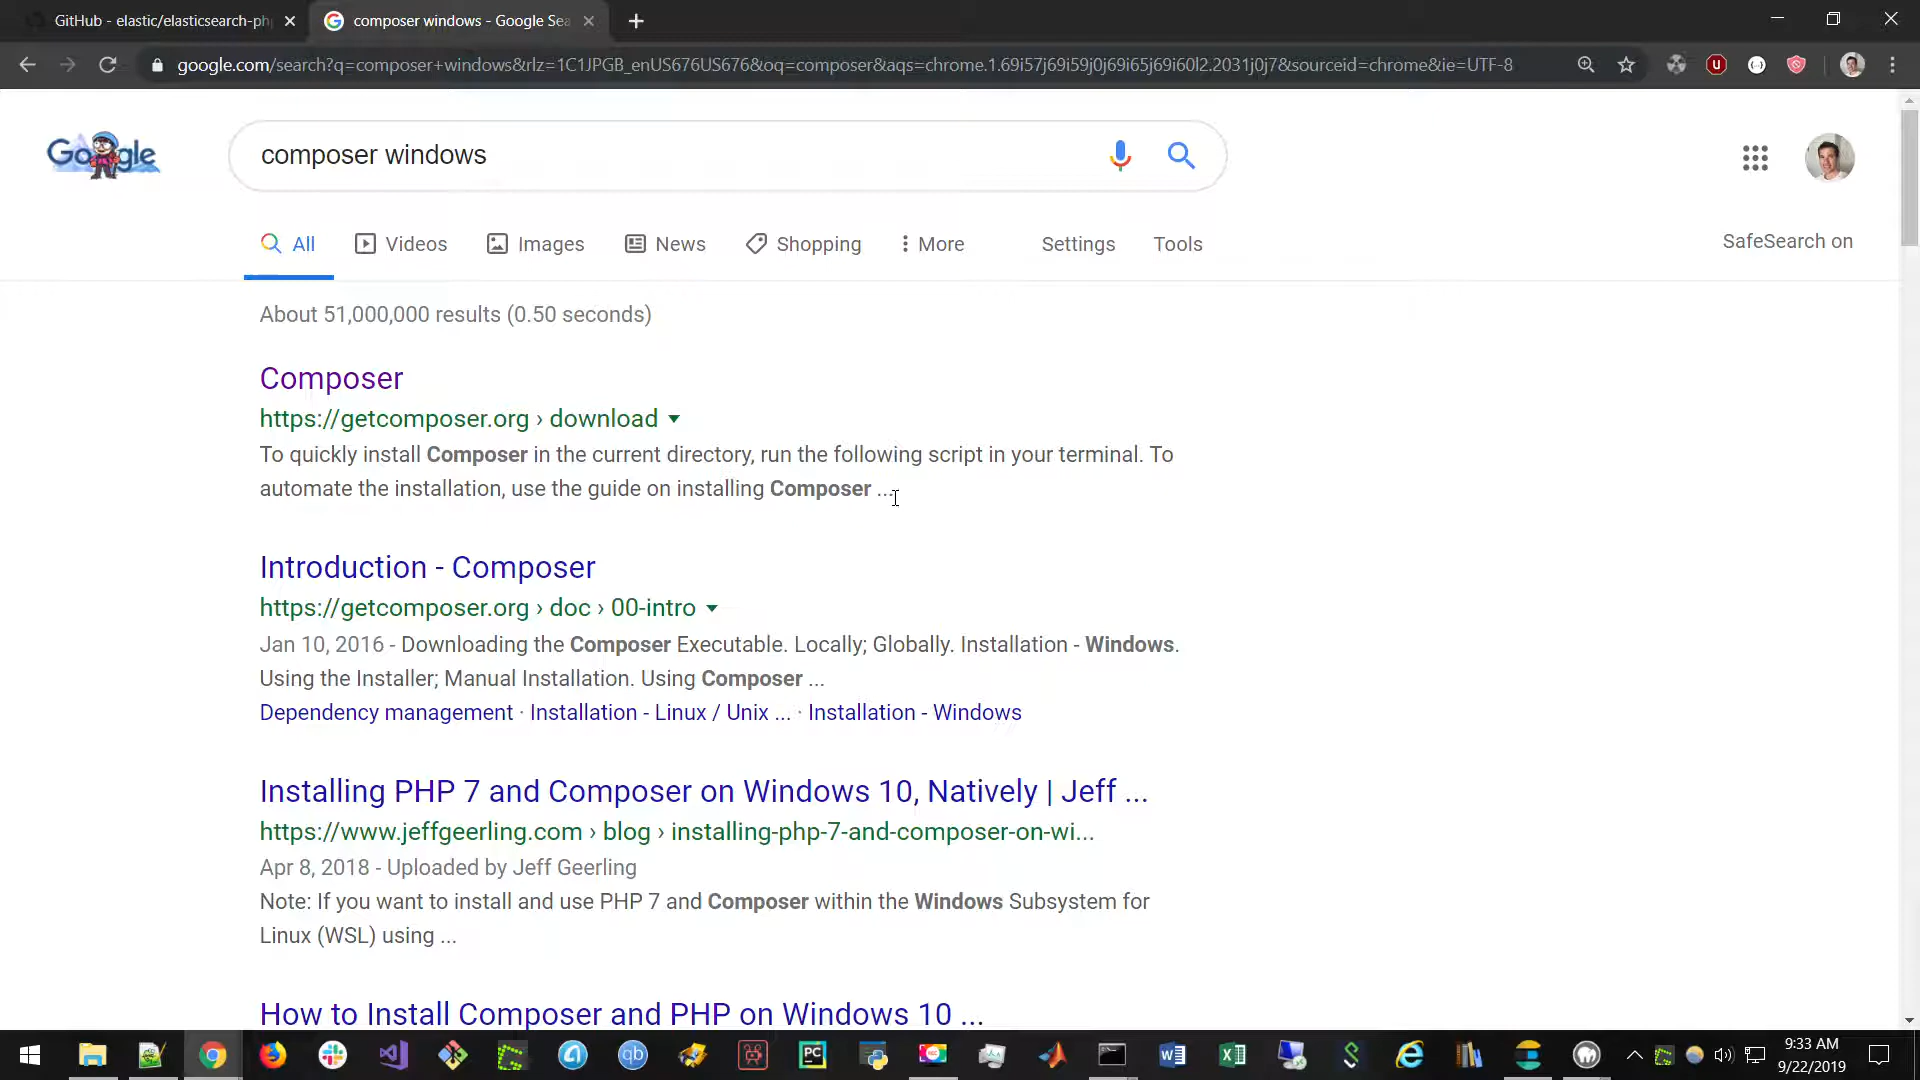 GitHub - elastic/elasticsearch-ph
composer windows - Google Sea
google.com/search?q=composer+windows&rlz=1C1JPGB_enUS676US676&oq=composer&aqs=chrome.1.69i57j69i59j0j69i65j69i60l2.2031j0j7&sourceid=chrome&ie=UTF-8
Google
composer windows
All
Videos
Images
News
Shopping
More
Settings
Tools
SafeSearch on
About 51,000,000 results (0.50 seconds)
Composer
https://getcomposer.org › download
To quickly install Composer in the current directory, run the following script in your terminal. To
automate the installation, use the guide on installing Composer ...
Introduction - Composer
https://getcomposer.org › doc › 00-intro
Jan 10, 2016 - Downloading the Composer Executable. Locally; Globally. Installation - Windows.
Using the Installer; Manual Installation. Using Composer ...
Dependency management · Installation - Linux / Unix ... · Installation - Windows
Installing PHP 7 and Composer on Windows 10, Natively | Jeff ...
https://www.jeffgeerling.com › blog › installing-php-7-and-composer-on-wi...
Apr 8, 2018 - Uploaded by Jeff Geerling
Note: If you want to install and use PHP 7 and Composer within the Windows Subsystem for
Linux (WSL) using ...
How to Install Composer and PHP on Windows 10 ...
qb
PC
9:33 AM
9/22/2019